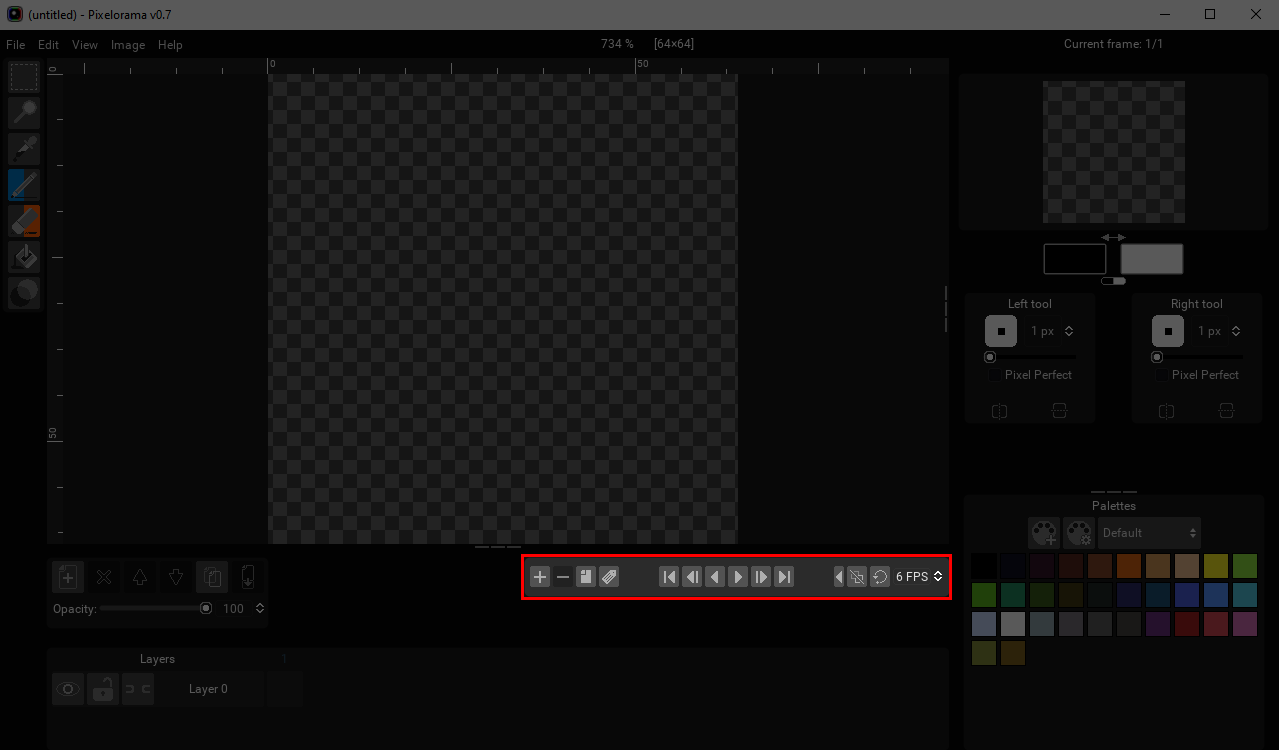 (untitled) - Pixelorama v0.7
File Edit View Image Help
734 % [64×64]
Current frame: 1/1
0 50
0
50
Left tool
1 px
Pixel Perfect
Right tool
1 px
Pixel Perfect
Palettes
Default
6 FPS
Opacity: 100
Layers 1
Layer 0